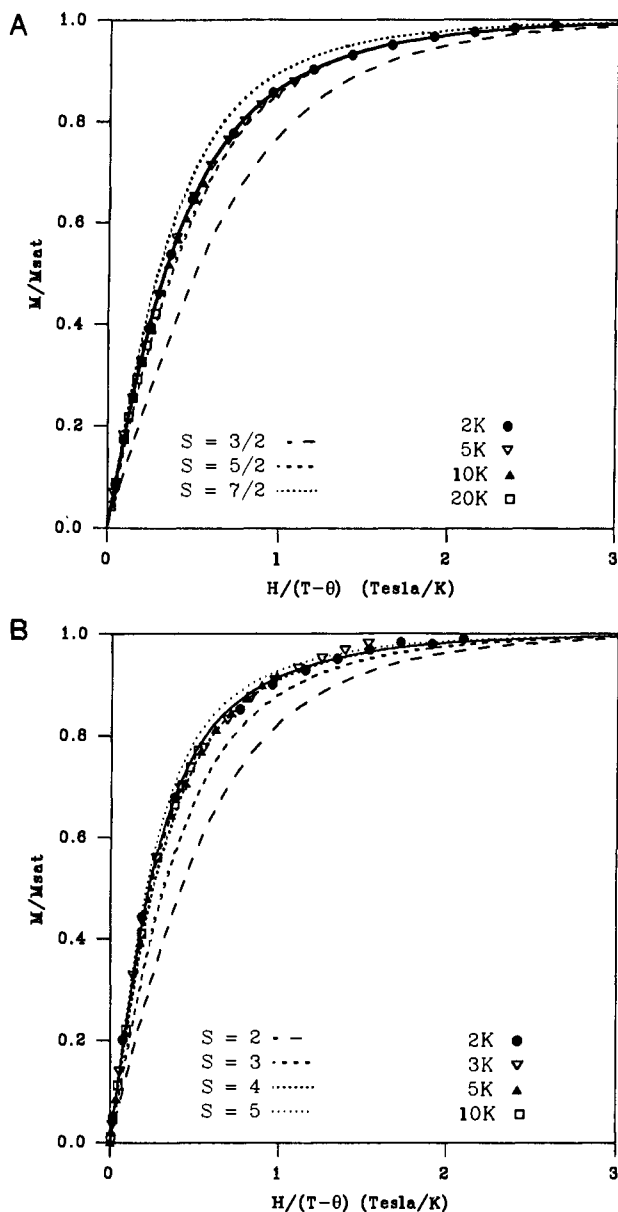 A
1.0
0.8
0.6
0.4
0.2
0.0
M/Msat
S = 3/2
S = 5/2
S = 7/2
2K
5K
10K
20K
0
1
2
3
H/(T-θ) (Tesla/K)
B
1.0
0.8
0.6
0.4
0.2
0.0
M/Msat
S = 2
S = 3
S = 4
S = 5
2K
3K
5K
10K
0
1
2
3
H/(T-θ) (Tesla/K)